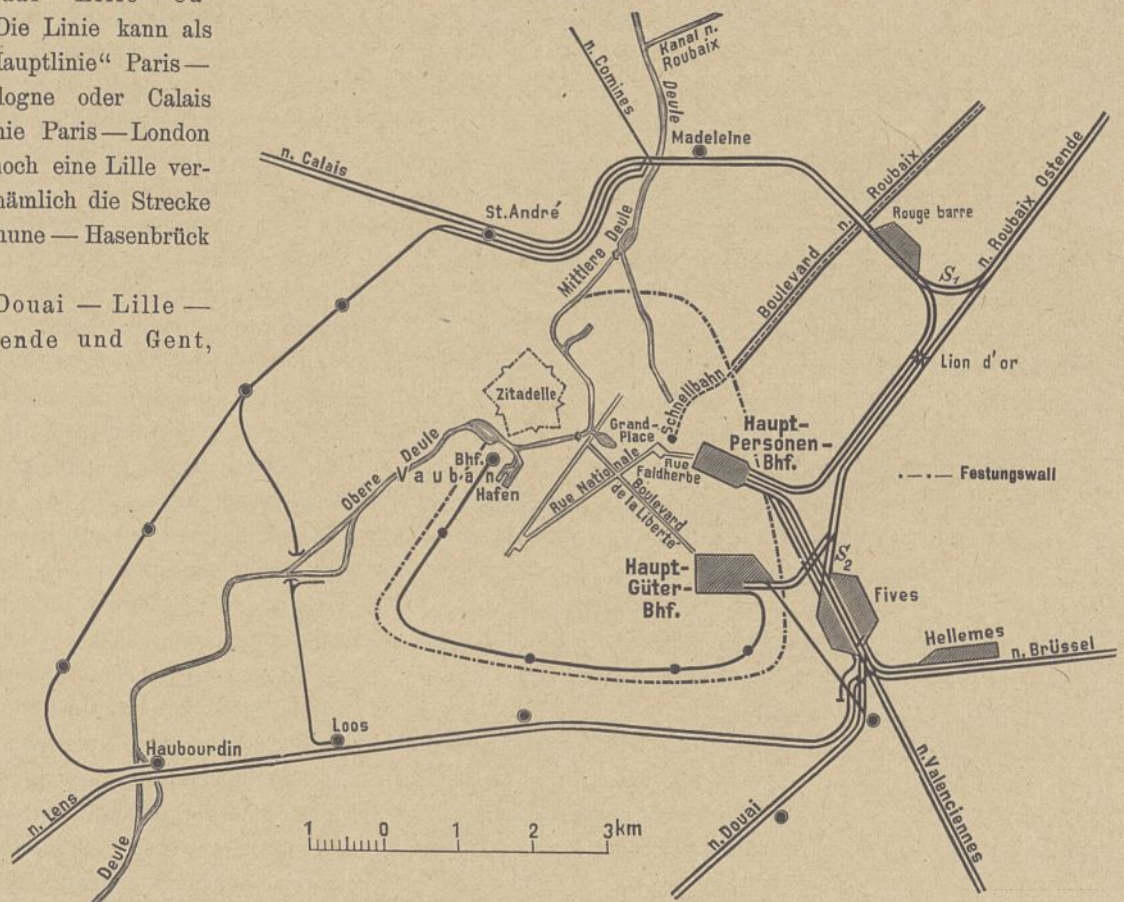 Die Linie kann als
Hauptlinie“ Paris—
logne oder Calais
nie Paris—London
noch eine Lille ver-
nämlich die Strecke
hune — Hasenbrück
Douai — Lille —
ende und Gent,
Kanal n.
Roubaix
n. Comines
Deule
Madeleine
n. Calais
St. André
Mittlere Deule
Boulevard n. Roubaix
Rouge barre
n. Roubaix Ostende
S₁
Lion d'or
Zitadelle
Schnellbahn
Grand-
Place
Haupt-
Personen-
Bhf.
Rue
Faidherbe
Festungswall
Obere Deule
Bhf.
Vauban
Hafen
Rue Nationale
Boulevard
de la Liberté
Haupt-
Güter-
Bhf.
S₂
Fives
Hellemes
n. Brüssel
Loos
Haubourdin
n. Lens
Deule
n. Douai
n. Valenciennes
1 0 1 2 3 km